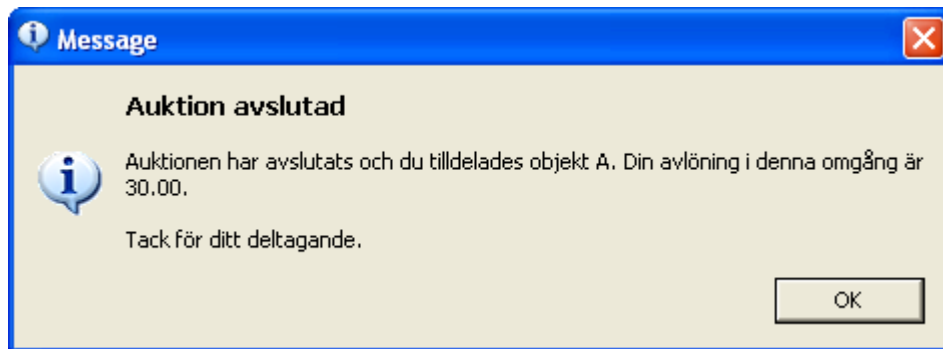 Message
Auktion avslutad
Auktionen har avslutats och du tilldelades objekt A. Din avlöning i denna omgång är
30.00.
Tack för ditt deltagande.
OK